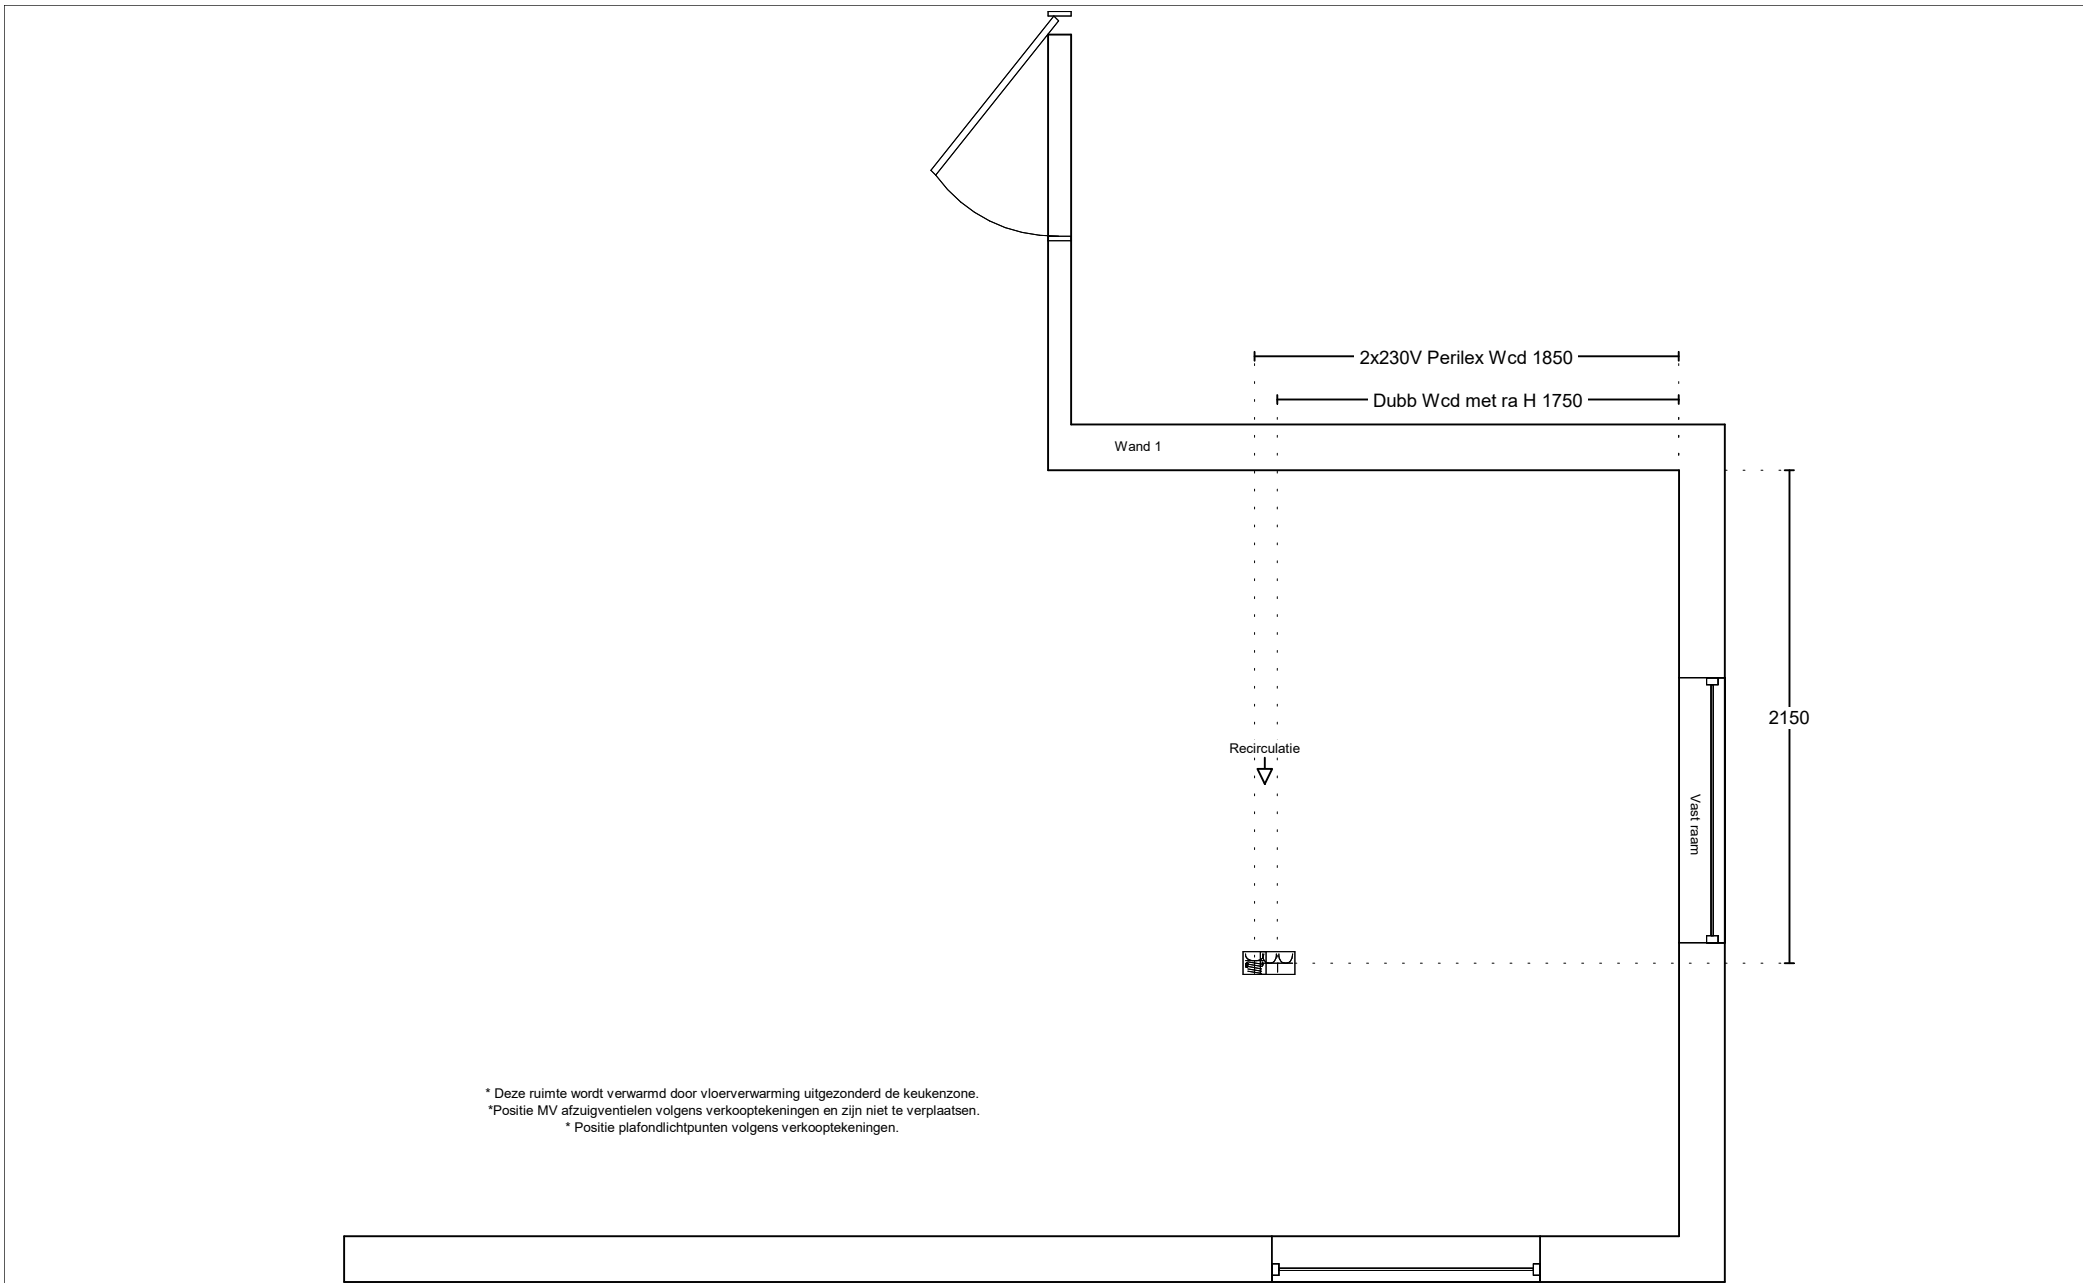 2x230V Perilex Wcd 1850
Dubb Wcd met ra H 1750
Wand 1
2150
Recirculatie
Vast raam
* Deze ruimte wordt verwarmd door vloerverwarming uitgezonderd de keukenzone.
*Positie MV afzuigventielen volgens verkooptekeningen en zijn niet te verplaatsen.
* Positie plafondlichtpunten volgens verkooptekeningen.